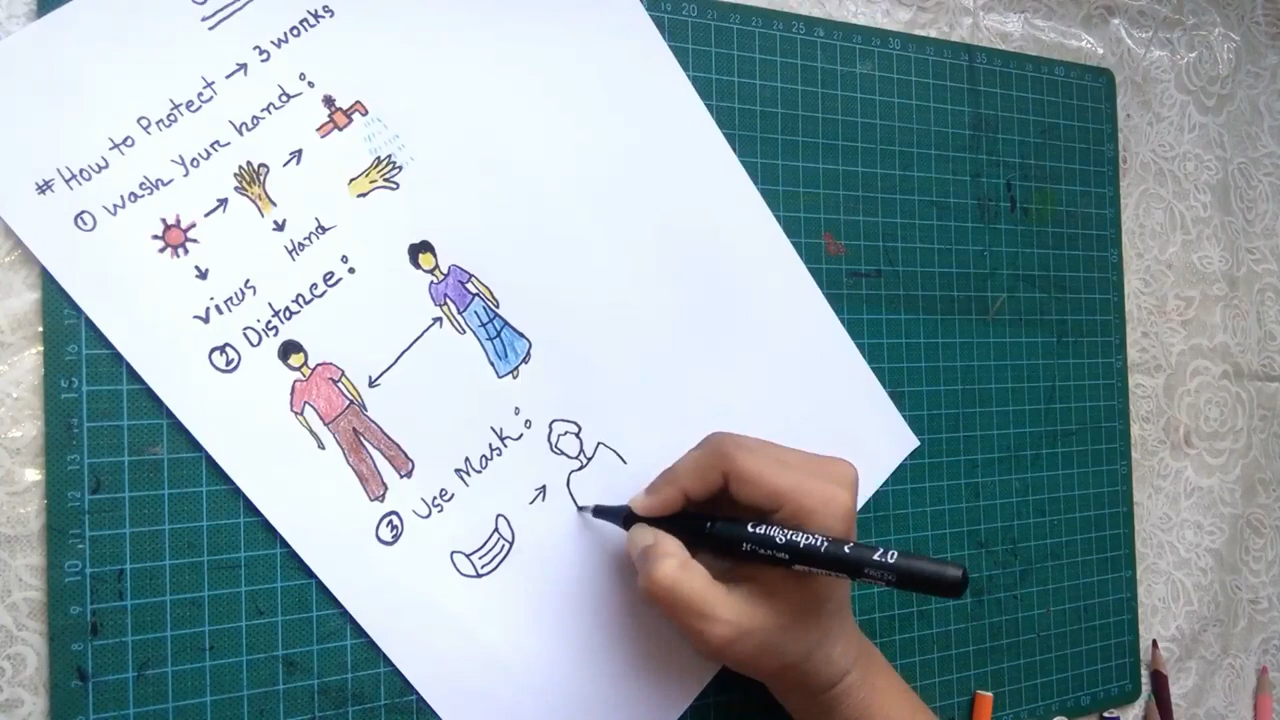 # How to Protect → 3 works
① wash Your hand:
Hand
virus
② Distance:
③ Use Mask:
Calligraphy 2.0